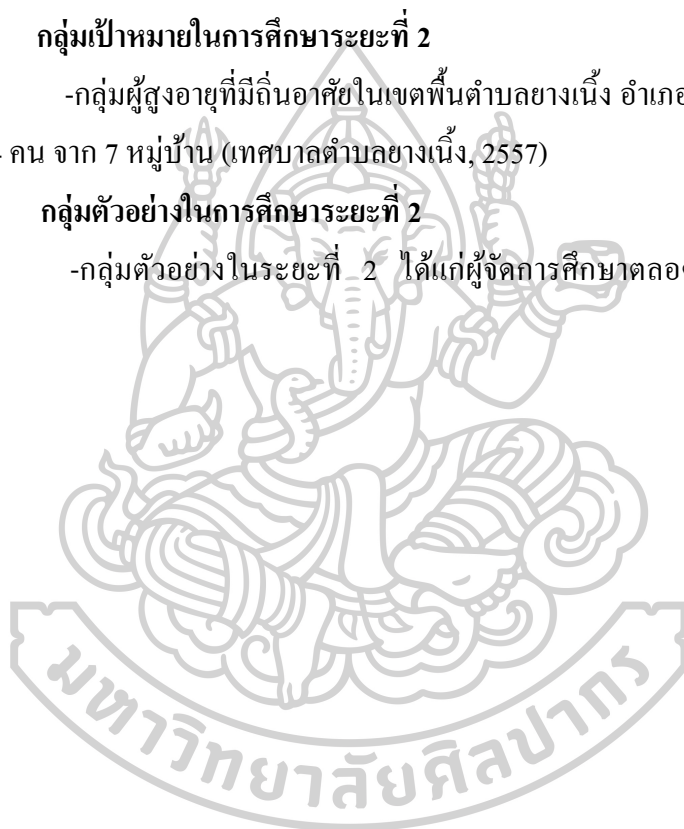 กลุ่มเป้าหมายในการศึกษาระยะที่ 2
-กลุ่มผู้สูงอายุที่มีถิ่นอาศัยในเขตพื้นตำบลยางเนิ้ง
คน จาก 7 หมู่บ้าน (เทศบาลตำบลยางเนิ้ง, 2557)
กลุ่มตัวอย่างในการศึกษาระยะที่ 2
-กลุ่มตัวอย่างในระยะที่ 2 ได้แก่ผู้จัดการศึกษา
มหาวิทยาลัยศิลปากร